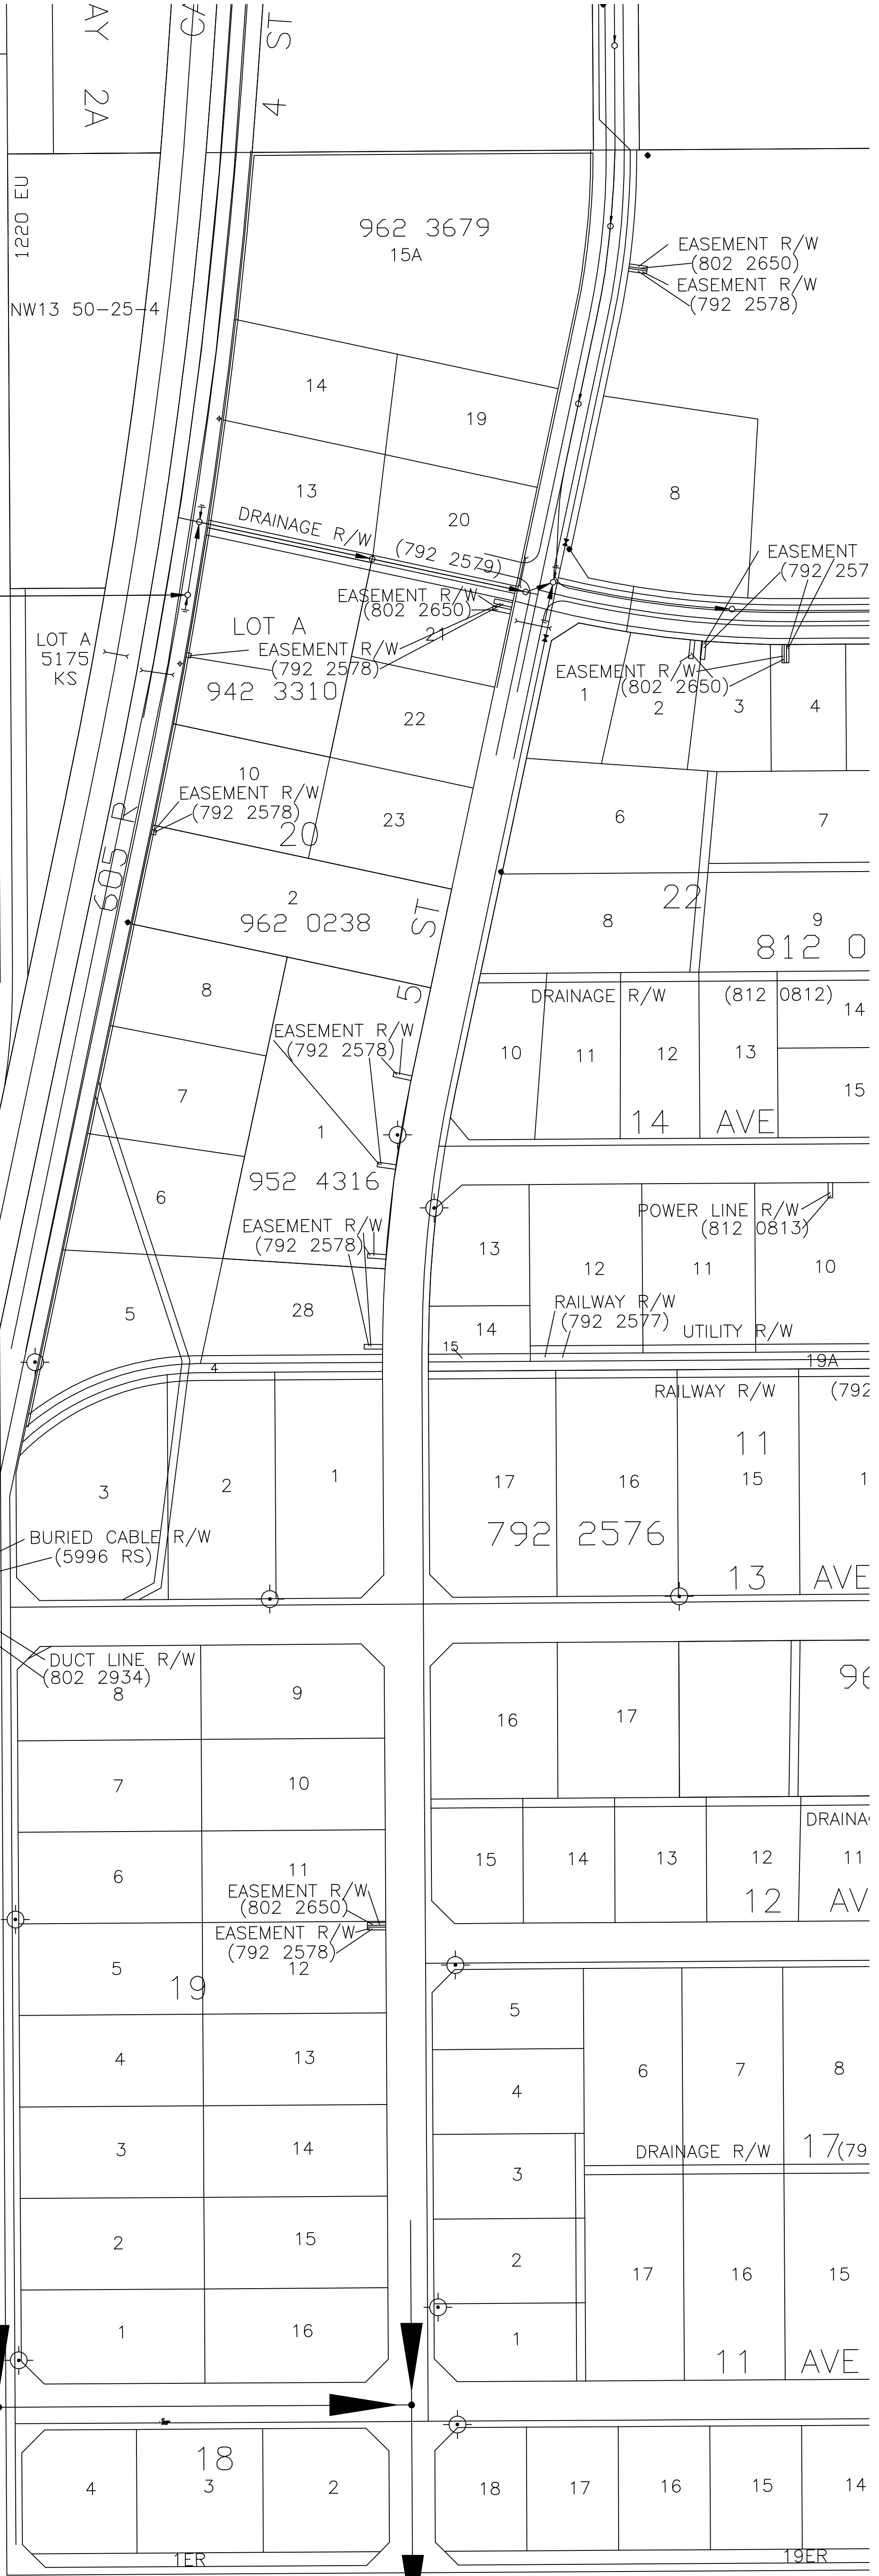 AY 2A
ST
4
1220 EU
962 3679
15A
EASEMENT R/W
(802 2650)
EASEMENT R/W
(792 2578)
NW13 50-25-4
14
19
13
20
8
DRAINAGE R/W (792 2579)
EASEMENT
(792 257
EASEMENT R/W
(802 2650)
21
LOT A
5175
KS
LOT A
EASEMENT R/W
(792 2578)
942 3310
EASEMENT R/W
(802 2650)
1
2
3
4
22
10
EASEMENT R/W
(792 2578)
20
23
6
7
605 R
2
962 0238
22
8
9
812 0
5 ST
8
DRAINAGE R/W (812 0812)
14
EASEMENT R/W
(792 2578)
10
11
12
13
15
7
1
14 AVE
952 4316
6
POWER LINE R/W
(812 0813)
EASEMENT R/W
(792 2578)
13
12
11
10
5
28
RAILWAY R/W
(792 2577)
14
UTILITY R/W
15
19A
4
RAILWAY R/W (792
11
3
2
1
17
16
15
1
792 2576
BURIED CABLE R/W
(5996 RS)
13 AVE
DUCT LINE R/W
(802 2934)
8
9
16
17
96
7
10
DRAINA
6
11
15
14
13
12
11
EASEMENT R/W
(802 2650)
12 AV
EASEMENT R/W
(792 2578)
5
12
19
5
4
13
4
6
7
8
3
14
DRAINAGE R/W
17
(79
3
2
15
2
17
16
15
1
16
1
11 AVE
18
4
3
2
18
17
16
15
14
1ER
19ER